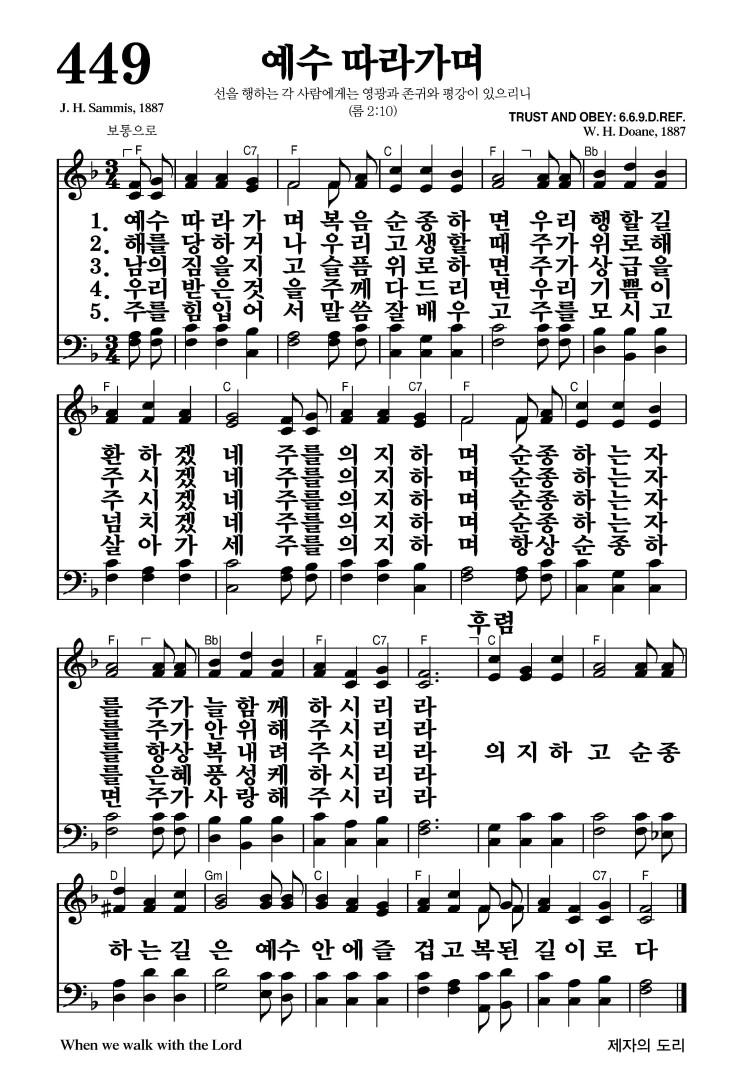 449
예수 따라가며
선을 행하는 각 사람에게는 영광과 존귀와 평강이 있으리니
(롬 2:10)
J. H. Sammis, 1887
TRUST AND OBEY: 6.6.9.D.REF.
W. H. Doane, 1887
보통으로
F C7 F C F Bb
3 4
1. 예수 따라가며 복음 순종하면 우리 행할 길
2. 해를 당하거나 우리 고생할 때 주가 위로해
3. 남의 짐을 지고 슬픔 위로하면 주가 상급을
4. 우리 받은 것을 주께 다 드리면 우리 기쁨이
5. 주를 힘입어서 말씀 잘 배우고 주를 모시고
3 4
F C F C7 F C
환하겠네 주를 의지하며 순종하는 자
주시겠네 주를 의지하며 순종하는 자
주시겠네 주를 의지하며 순종하는 자
넘치겠네 주를 의지하며 순종하는 자
살아가세 주를 의지하며 항상 순종하
후렴
F Bb F C7 F C F
를 주가 늘 함께 하시리라
를 주가 안위해 주시리라
를 항상 복내려 주시리라 의지하고 순종
를 은혜 풍성케 하시리라
면 주가 사랑해 주시리라
D Gm C F C7 F
하는 길은 예수 안에 즐겁고 복된 길이로다
When we walk with the Lord
제자의 도리